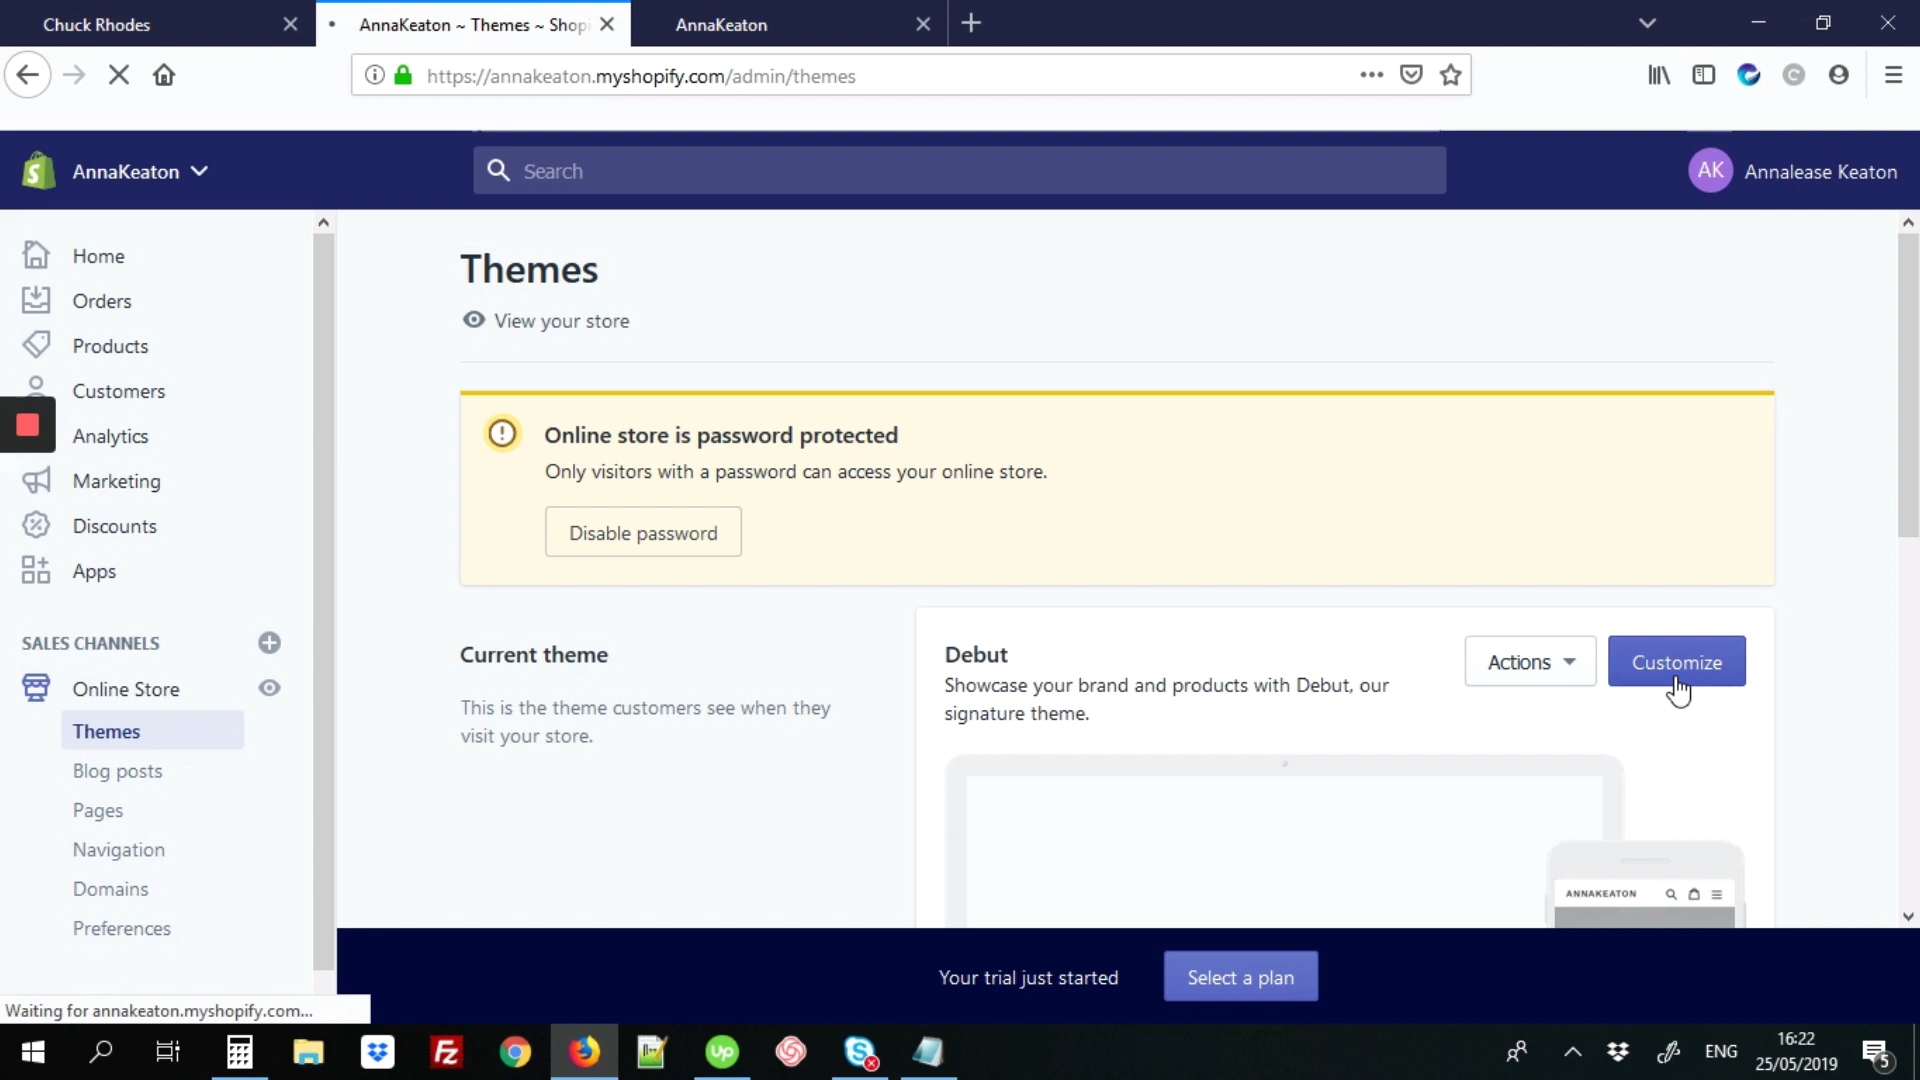 Chuck Rhodes
AnnaKeaton ~ Themes ~ Shopi
AnnaKeaton
https://annakeaton.myshopify.com/admin/themes
AnnaKeaton
Search
AK
Annalease Keaton
Home
Orders
Products
Customers
Analytics
Marketing
Discounts
Apps
SALES CHANNELS
Online Store
Themes
Blog posts
Pages
Navigation
Domains
Preferences
Themes
View your store
Online store is password protected
Only visitors with a password can access your online store.
Disable password
Current theme
This is the theme customers see when they
visit your store.
Debut
Showcase your brand and products with Debut, our
signature theme.
Actions
Customize
ANNAKEATON
Your trial just started
Select a plan
Waiting for annakeaton.myshopify.com...
Fz
Up
ENG
16:22
25/05/2019
5